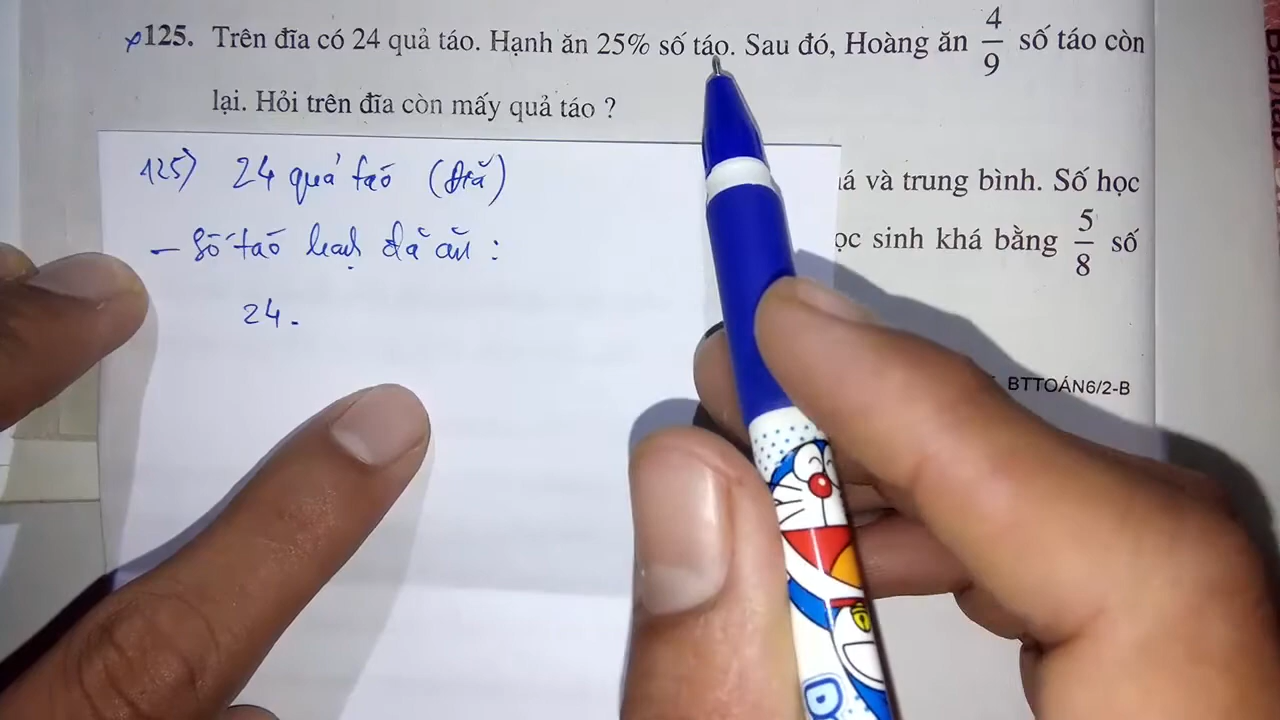 125. Trên đĩa có 24 quả táo. Hạnh ăn 25% số táo. Sau đó, Hoàng ăn 4/9 số táo còn
lại. Hỏi trên đĩa còn mấy quả táo ?
125) 24 quả táo (đĩa)
á và trung bình. Số học
- Số táo hạnh đã ăn :
ọc sinh khá bằng 5/8 số
24.
BTTOÁN6/2-B